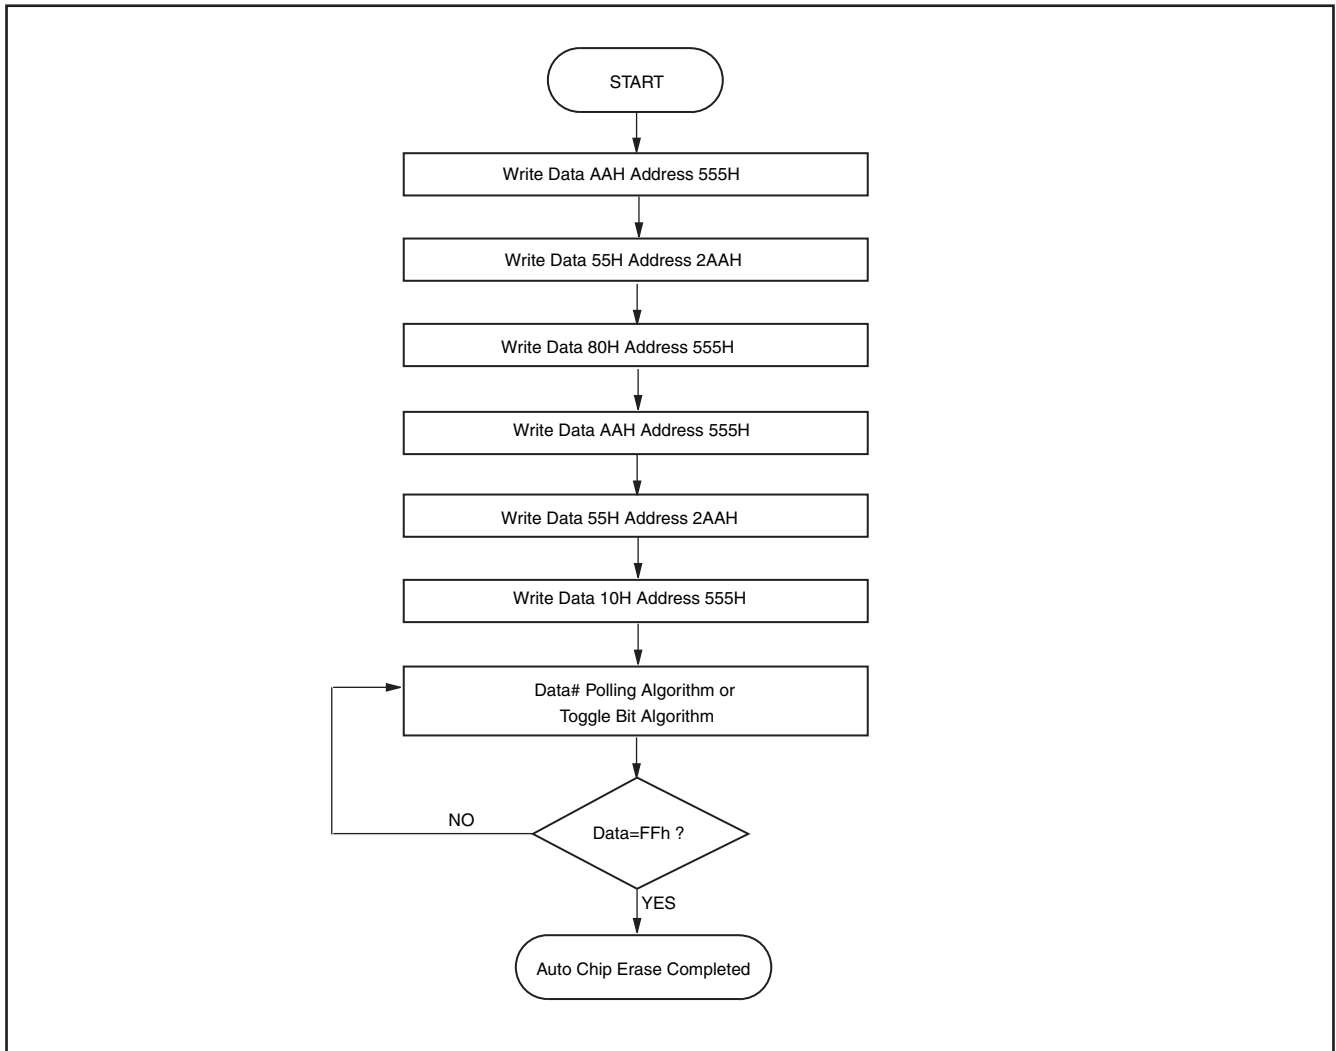 START
Write Data AAH Address 555H
Write Data 55H Address 2AAH
Write Data 80H Address 555H
Write Data AAH Address 555H
Write Data 55H Address 2AAH
Write Data 10H Address 555H
Data# Polling Algorithm or
Toggle Bit Algorithm
NO
Data=FFh ?
YES
Auto Chip Erase Completed